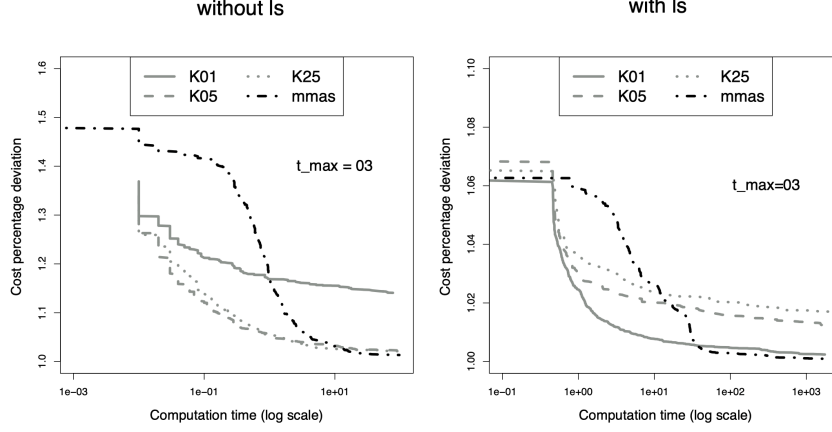 without ls
with ls
K01
K25
K05
mmas
t_max = 03
Cost percentage deviation
1.6
1.5
1.4
1.3
1.2
1.1
1.0
1e−03
1e−01
1e+01
Computation time (log scale)
K01
K25
K05
mmas
t_max=03
Cost percentage deviation
1.10
1.08
1.06
1.04
1.02
1.00
1e−01
1e+00
1e+01
1e+02
1e+03
Computation time (log scale)